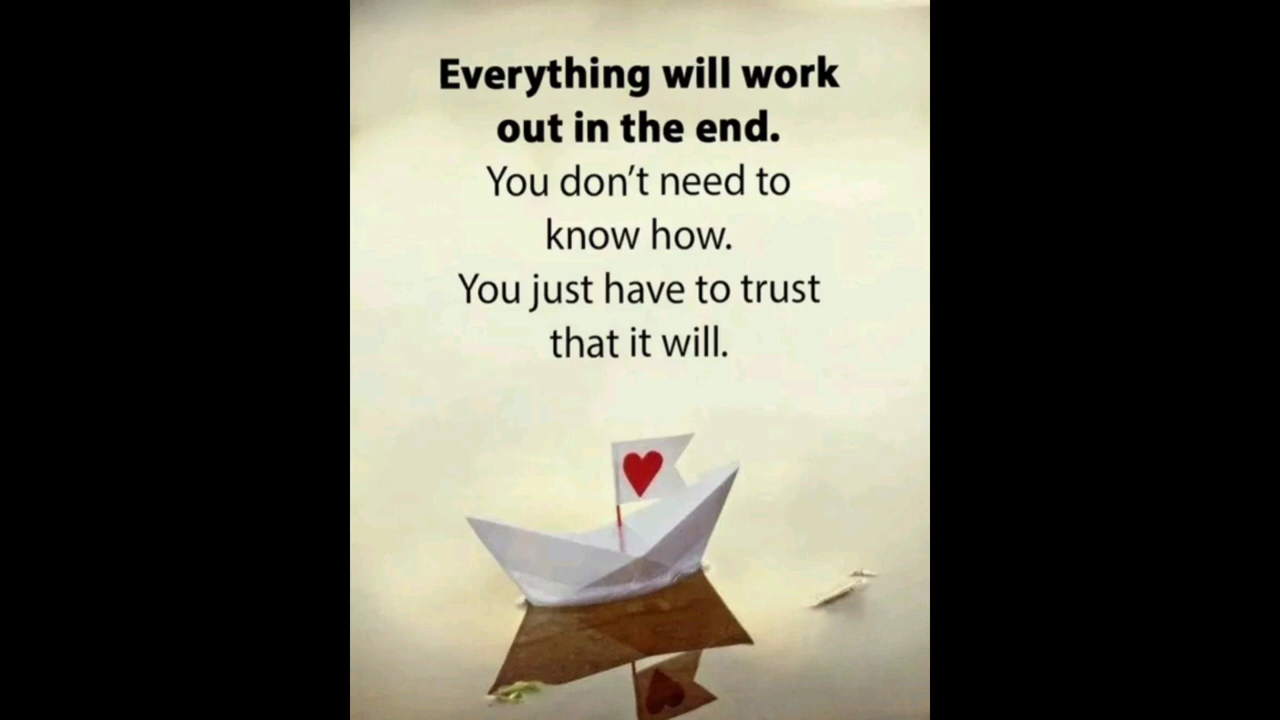 Everything will work
out in the end.
You don’t need to
know how.
You just have to trust
that it will.